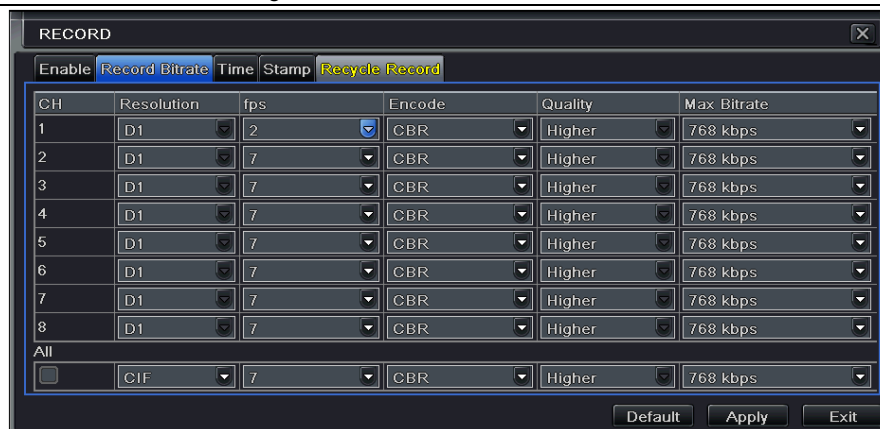 RECORD
Enable Record Bitrate Time Stamp Recycle Record
CH Resolution fps Encode Quality Max Bitrate
1 D1 2 CBR Higher 768 kbps
2 D1 7 CBR Higher 768 kbps
3 D1 7 CBR Higher 768 kbps
4 D1 7 CBR Higher 768 kbps
5 D1 7 CBR Higher 768 kbps
6 D1 7 CBR Higher 768 kbps
7 D1 7 CBR Higher 768 kbps
8 D1 7 CBR Higher 768 kbps
All
CIF 7 CBR Higher 768 kbps
Default Apply Exit